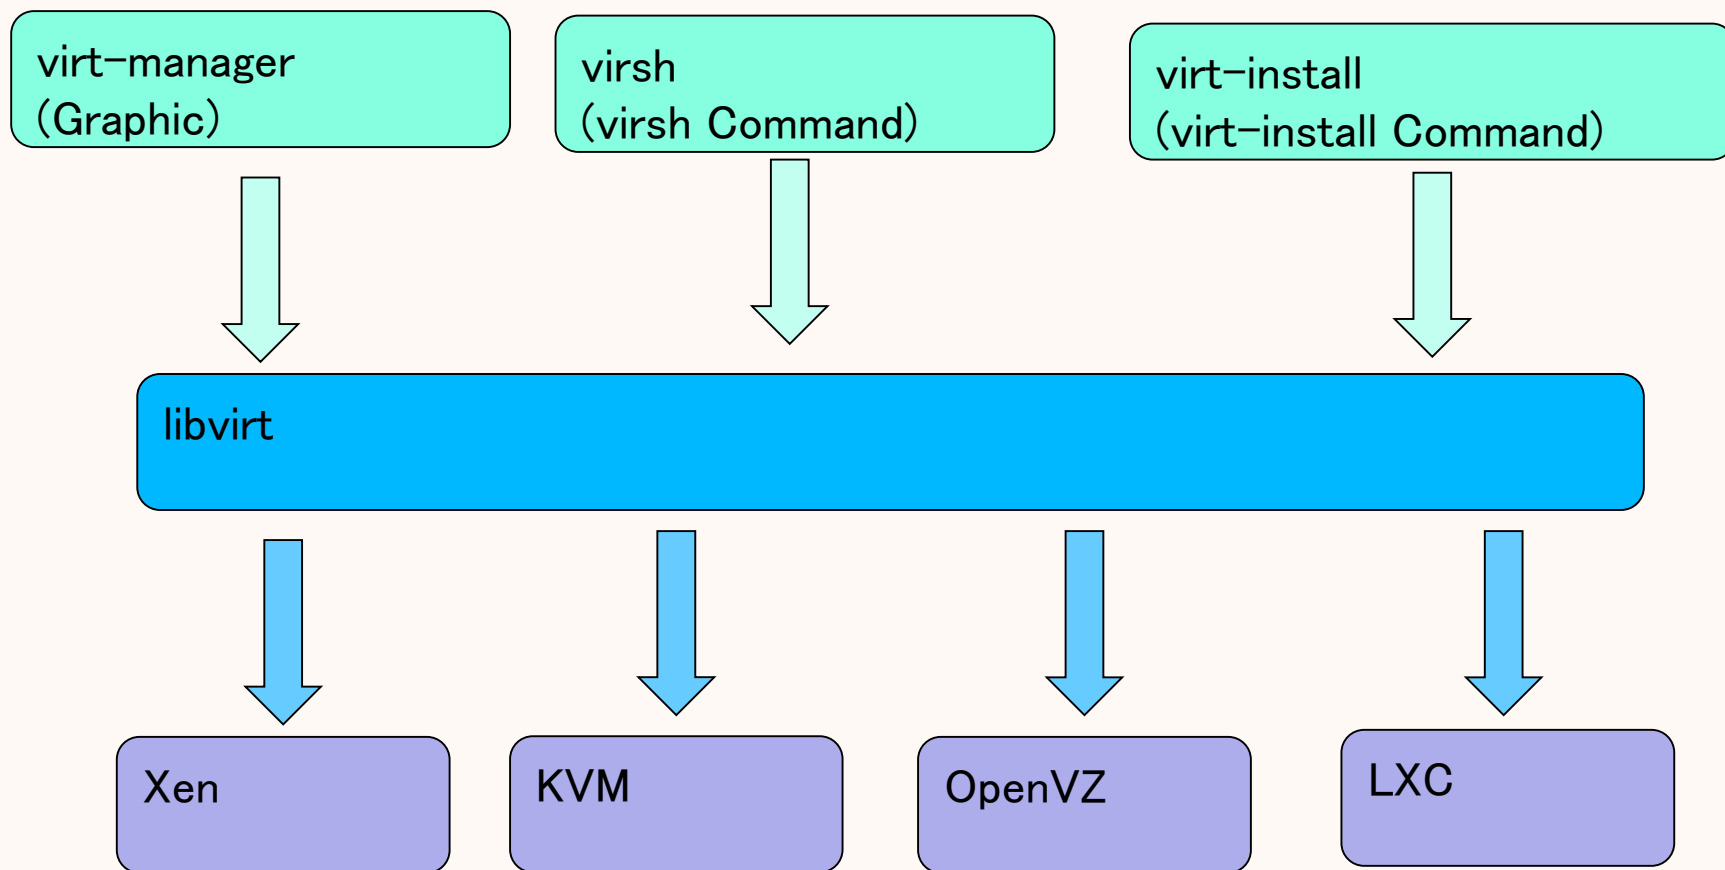 virt-manager
(Graphic)
virsh
(virsh Command)
virt-install
(virt-install Command)
libvirt
Xen
KVM
OpenVZ
LXC